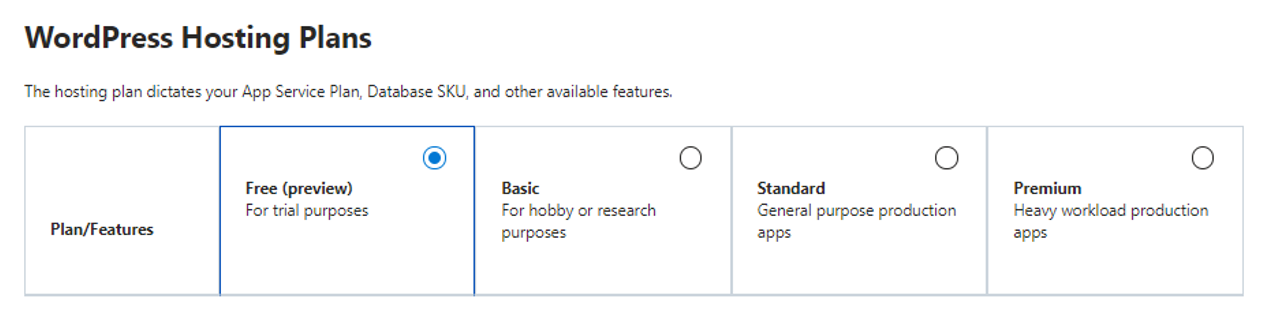 WordPress Hosting Plans
The hosting plan dictates your App Service Plan, Database SKU, and other available features.
Plan/Features
Free (preview)
For trial purposes
Basic
For hobby or research
purposes
Standard
General purpose production
apps
Premium
Heavy workload production
apps